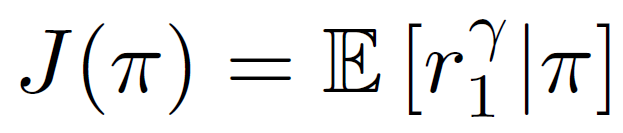 J(π) = 𝔼 [r₁^γ|π]